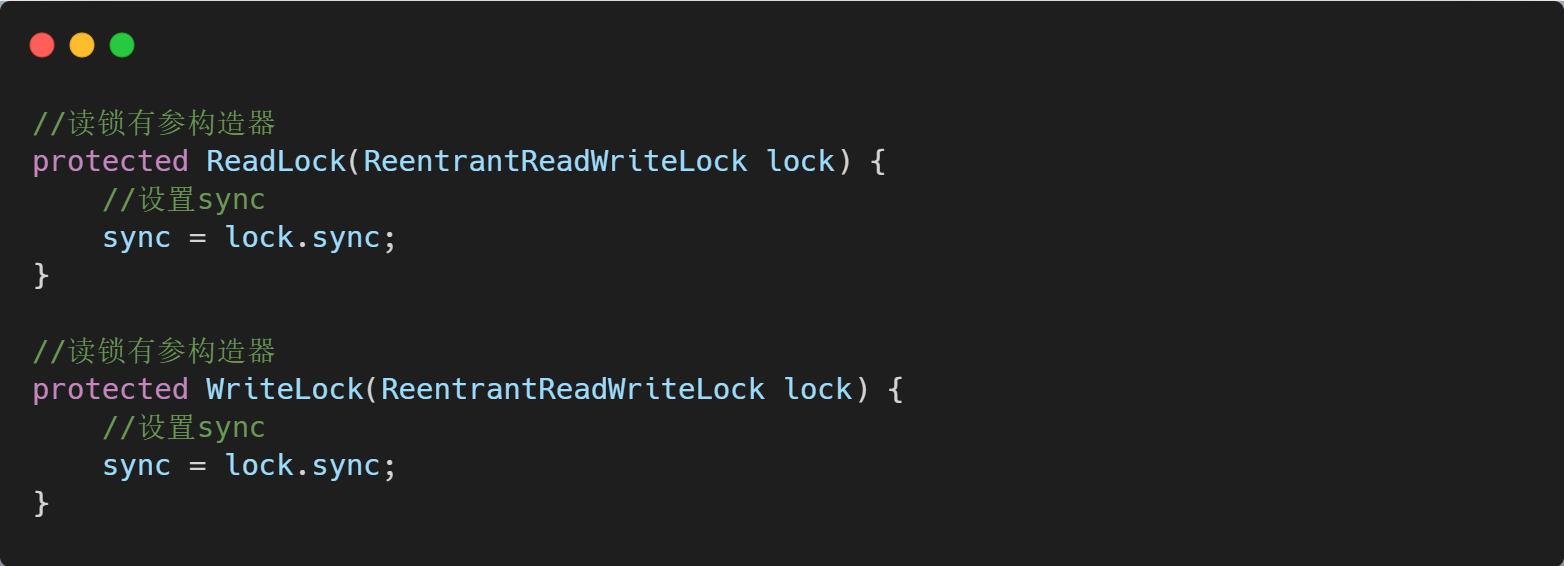 //读锁有参构造器
protected ReadLock(ReentrantReadWriteLock lock) {
    //设置sync
    sync = lock.sync;
}

//读锁有参构造器
protected WriteLock(ReentrantReadWriteLock lock) {
    //设置sync
    sync = lock.sync;
}